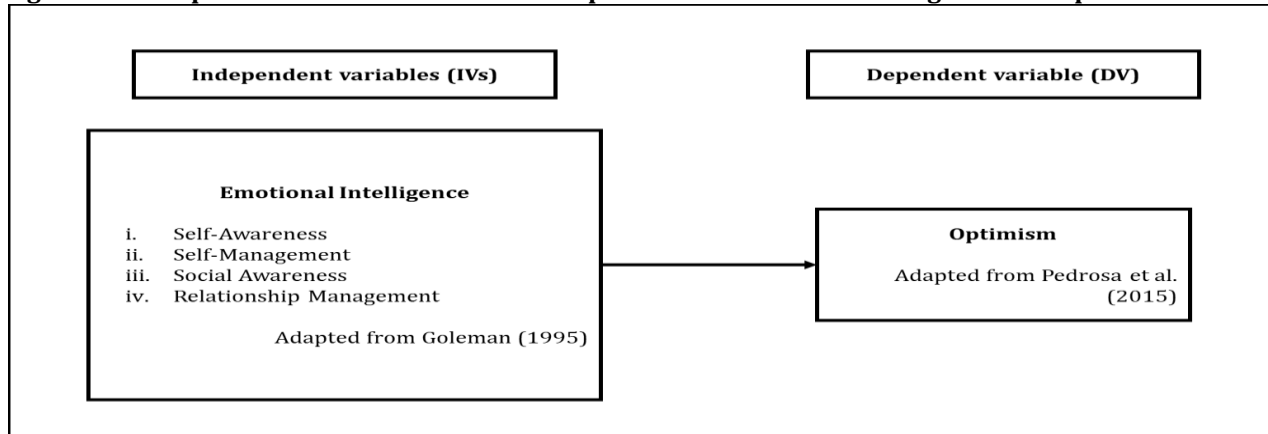 Independent variables (IVs)
Dependent variable (DV)
Emotional Intelligence
i. Self-Awareness
ii. Self-Management
iii. Social Awareness
iv. Relationship Management
Adapted from Goleman (1995)
Optimism
Adapted from Pedrosa et al.
(2015)